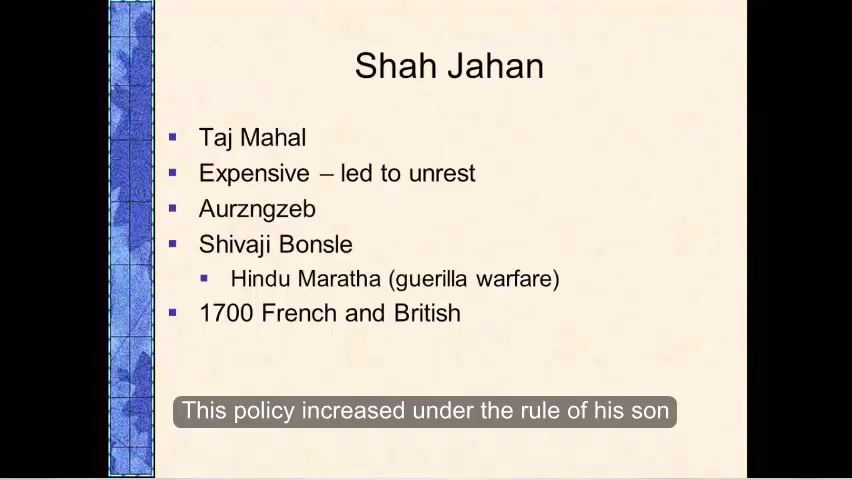 Shah Jahan
▪ Taj Mahal
▪ Expensive – led to unrest
▪ Aurzngzeb
▪ Shivaji Bonsle
▪ Hindu Maratha (guerilla warfare)
▪ 1700 French and British
This policy increased under the rule of his son